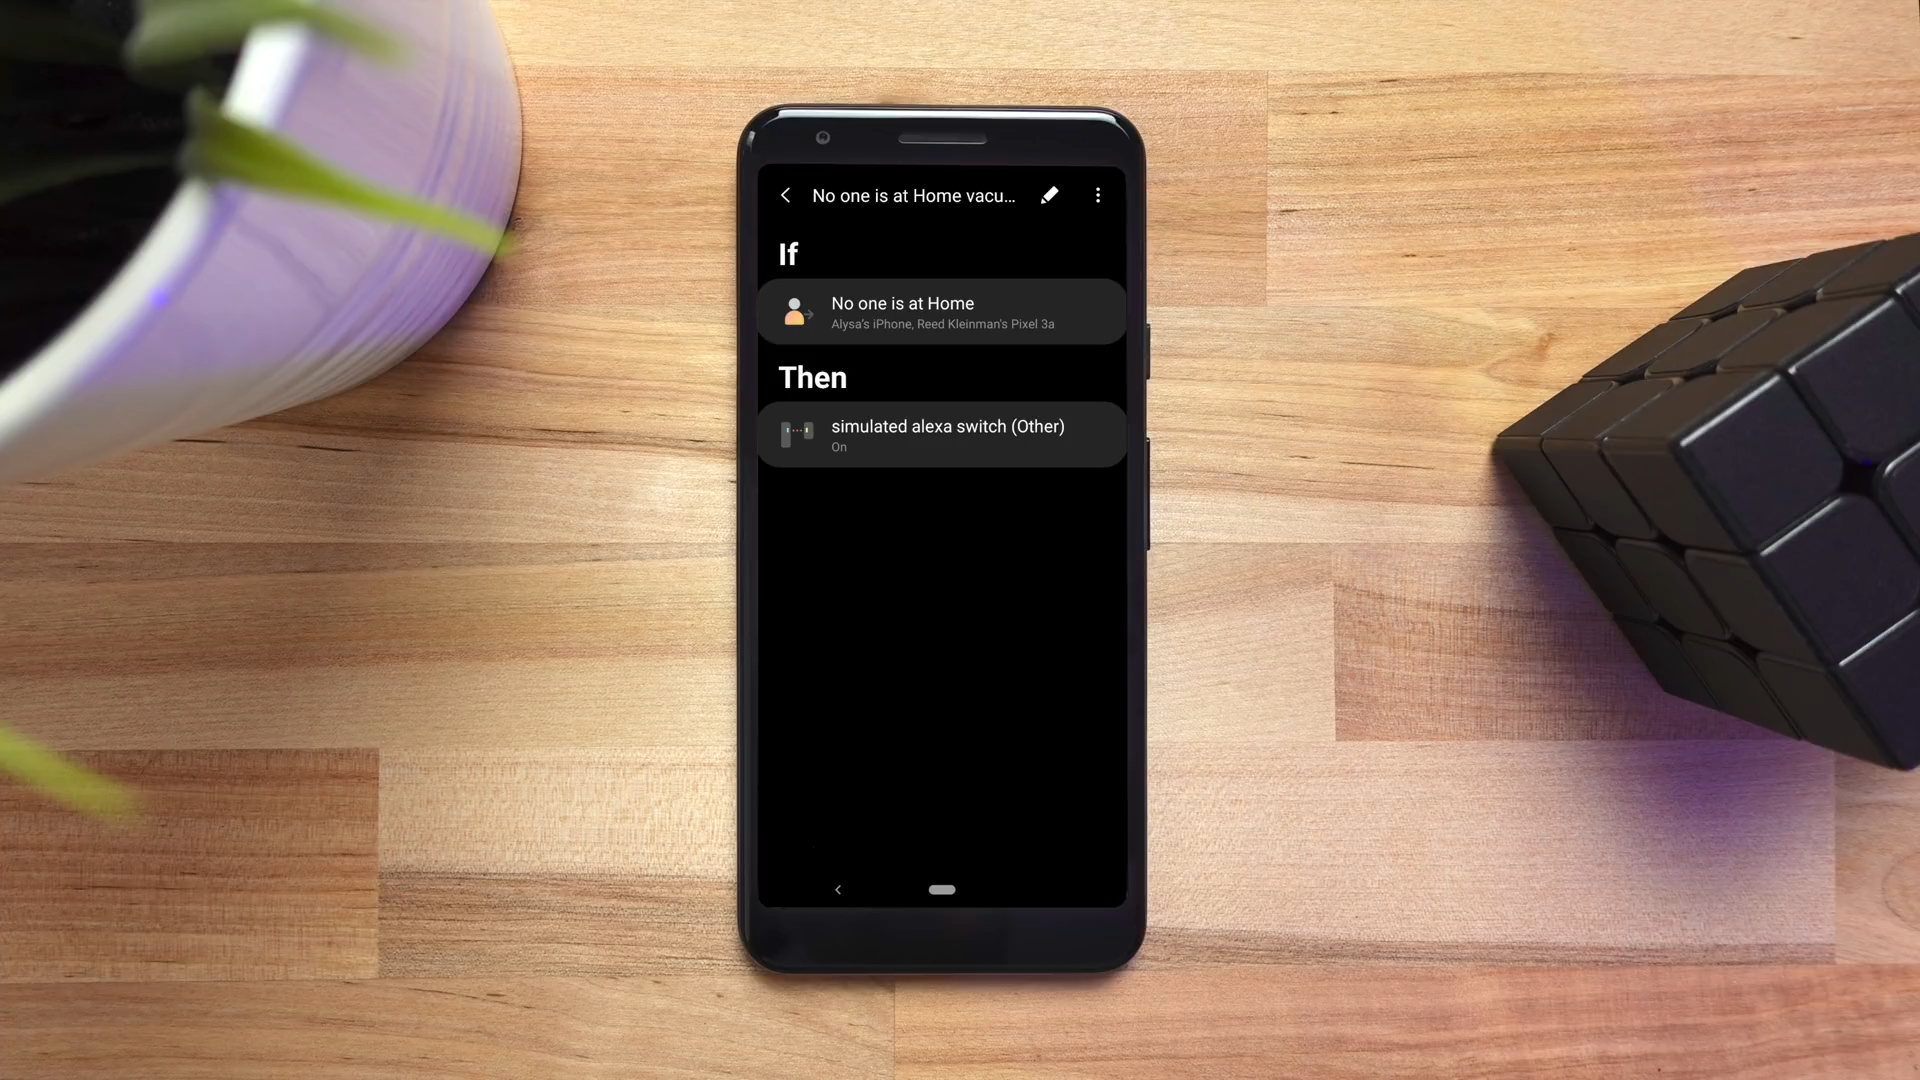 No one is at Home vacu...
If
No one is at Home
Alysa's iPhone, Reed Kleinman's Pixel 3a
Then
simulated alexa switch (Other)
On